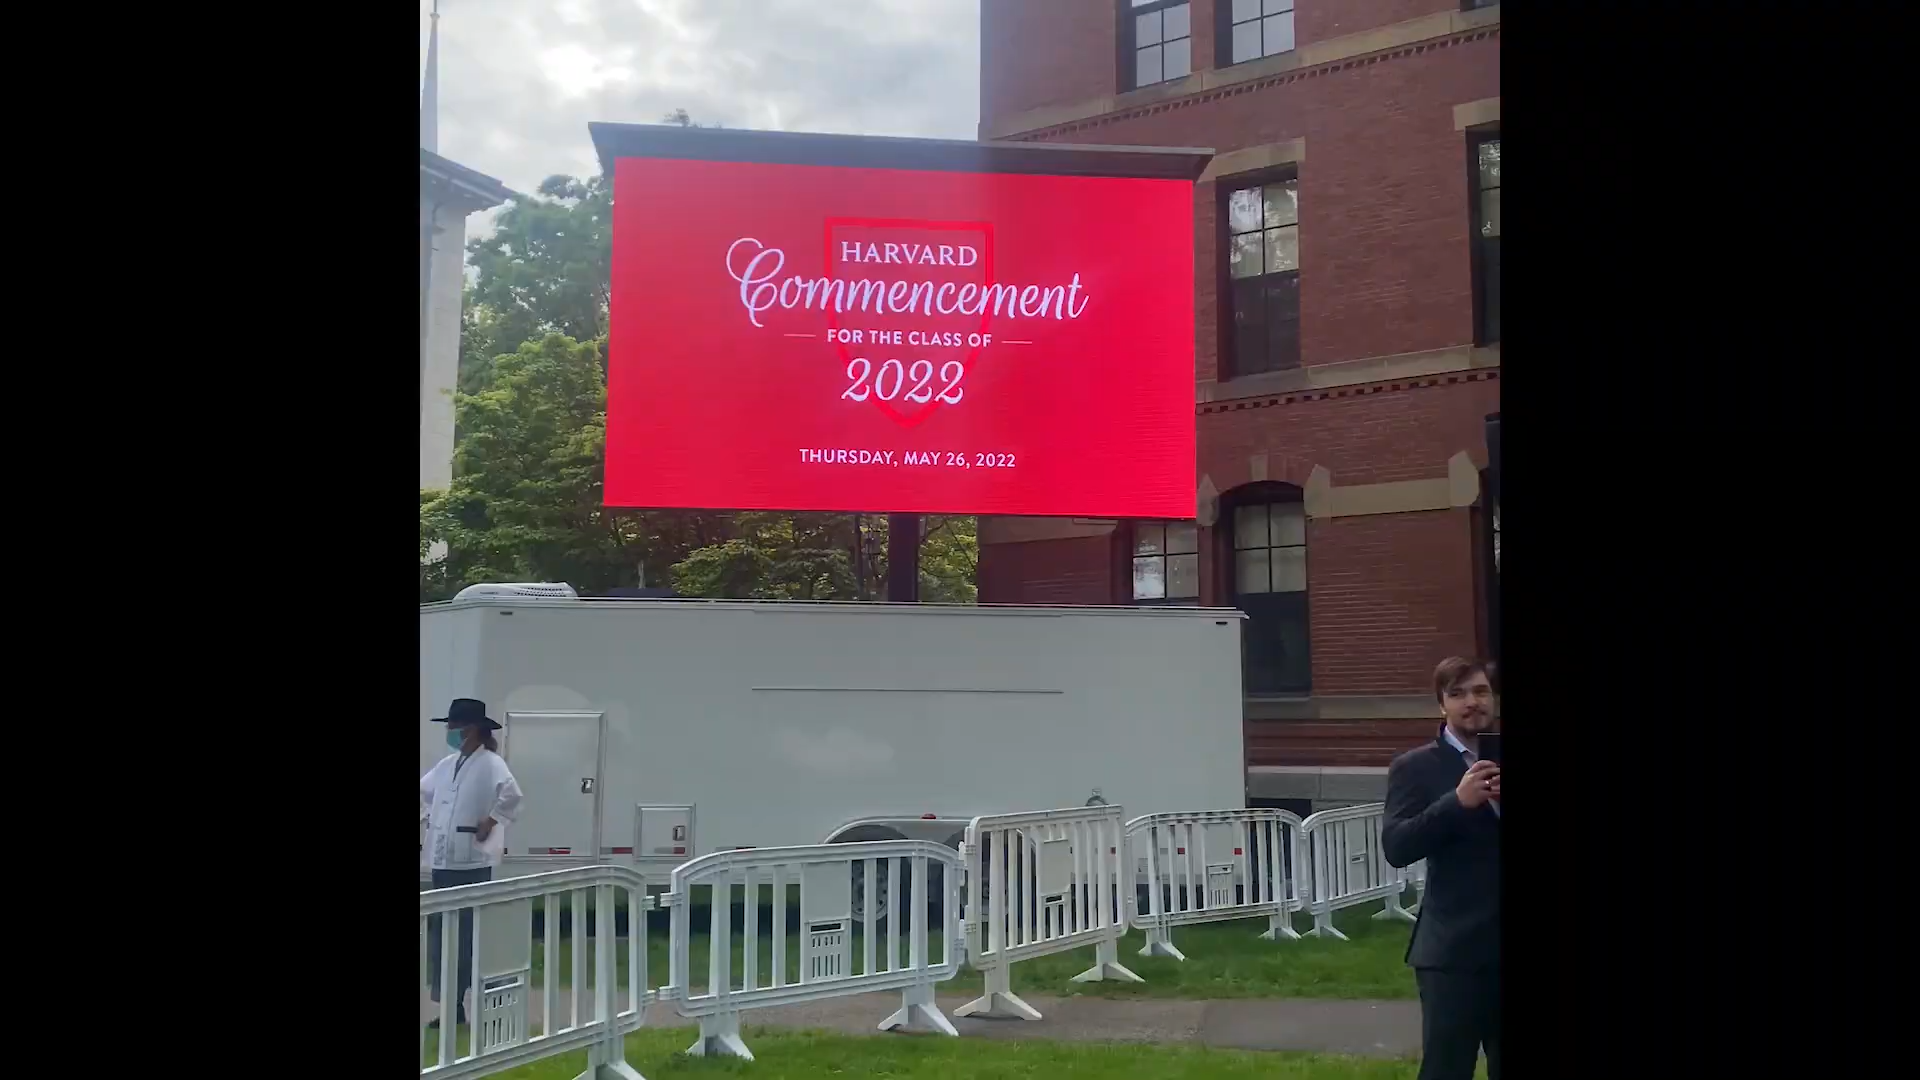 HARVARD
Commencement
FOR THE CLASS OF
2022
THURSDAY, MAY 26, 2022